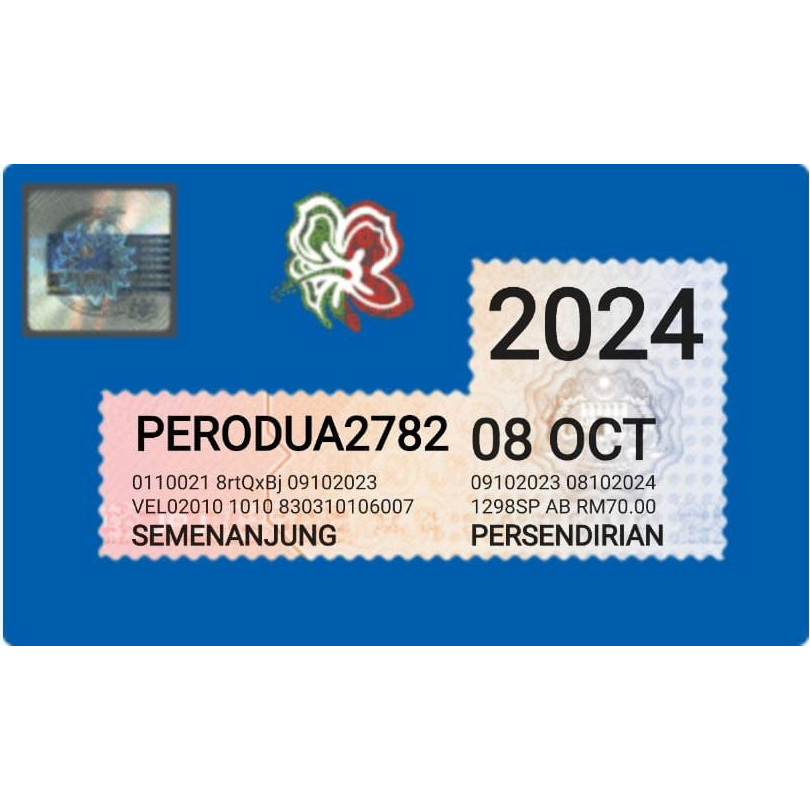 2024
PERODUA2782 08 OCT
0110021 8rtQxBj 09102023 09102023 08102024
VEL02010 1010 830310106007 1298SP AB RM70.00
SEMENANJUNG PERSENDIRIAN